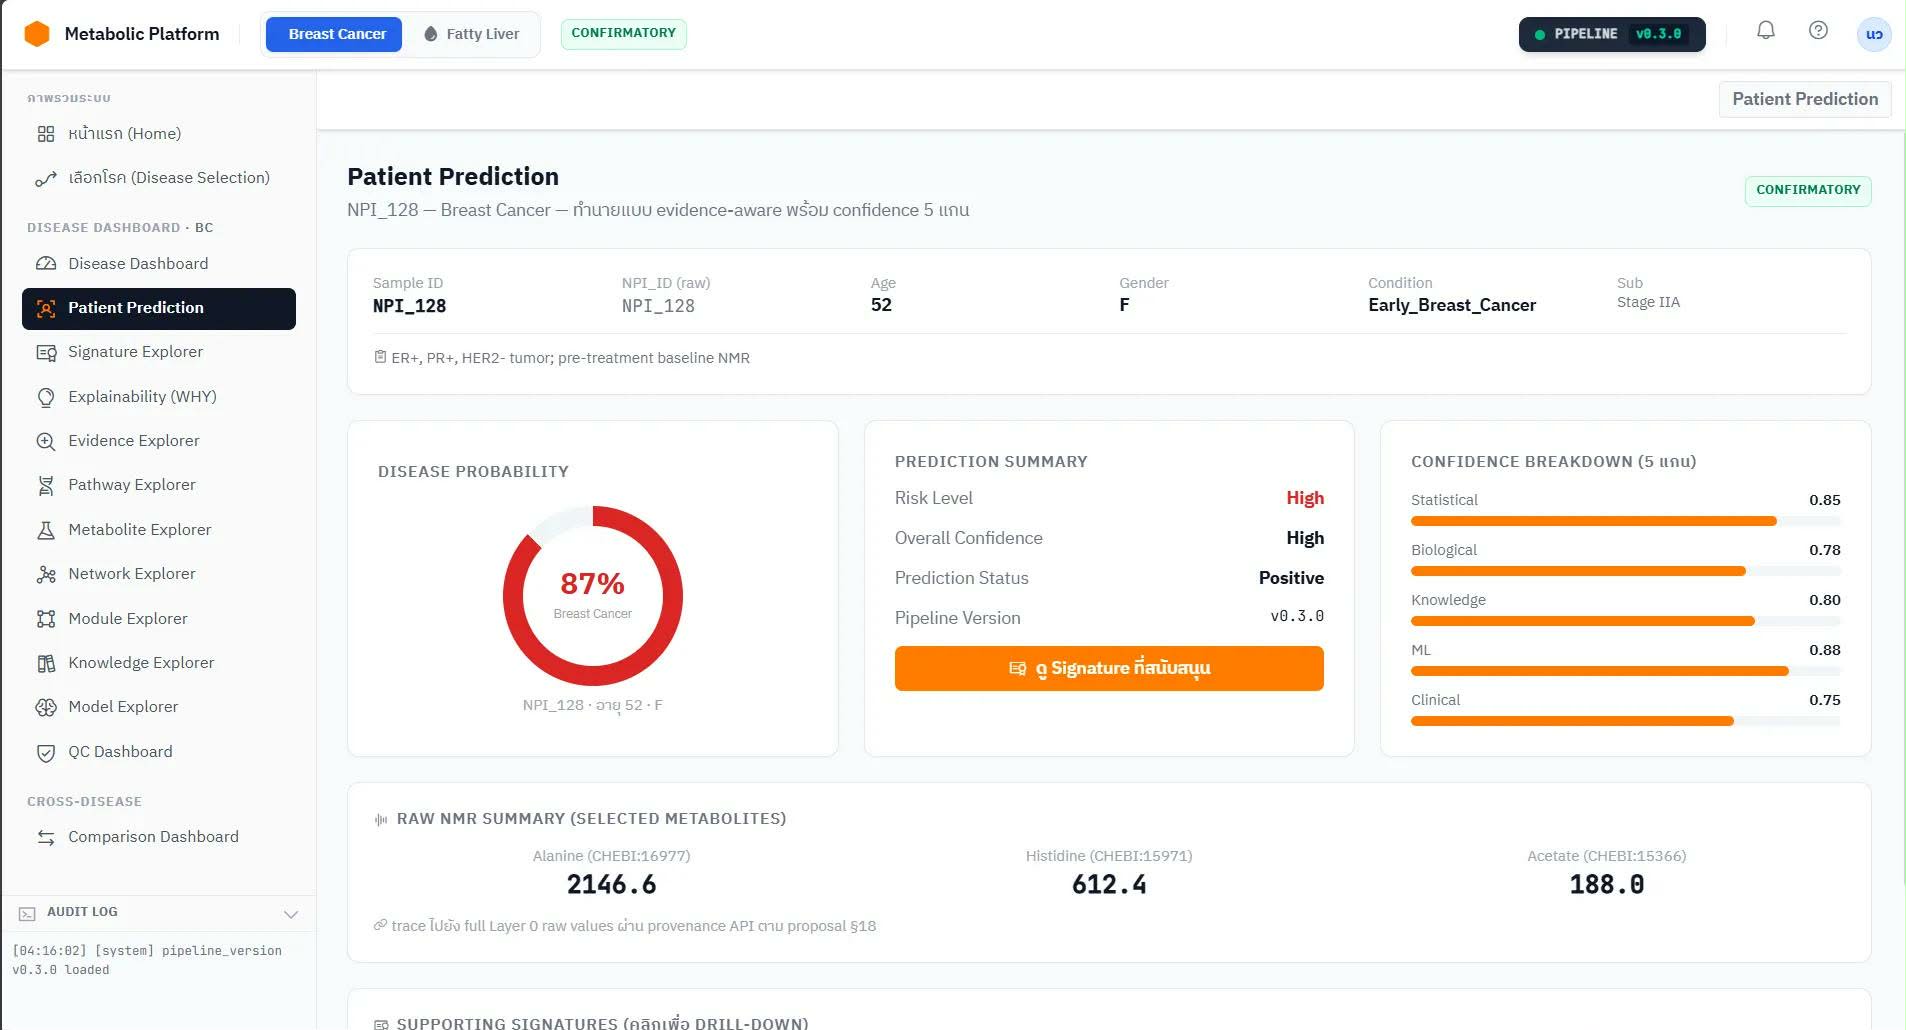 Metabolic Platform
Breast Cancer
Fatty Liver
CONFIRMATORY
PIPELINE v0.3.0
นว
ภาพรวมระบบ
หน้าแรก (Home)
เลือกโรค (Disease Selection)
DISEASE DASHBOARD · BC
Disease Dashboard
Patient Prediction
Signature Explorer
Explainability (WHY)
Evidence Explorer
Pathway Explorer
Metabolite Explorer
Network Explorer
Module Explorer
Knowledge Explorer
Model Explorer
QC Dashboard
CROSS-DISEASE
Comparison Dashboard
AUDIT LOG
[04:16:02] [system] pipeline_version
v0.3.0 loaded
Patient Prediction
Patient Prediction
NPI_128 — Breast Cancer — ทำนายแบบ evidence-aware พร้อม confidence 5 แกน
CONFIRMATORY
Sample ID
NPI_128
NPI_ID (raw)
NPI_128
Age
52
Gender
F
Condition
Early_Breast_Cancer
Sub
Stage IIA
ER+, PR+, HER2- tumor; pre-treatment baseline NMR
DISEASE PROBABILITY
87%
Breast Cancer
NPI_128 · อายุ 52 · F
PREDICTION SUMMARY
Risk Level High
Overall Confidence High
Prediction Status Positive
Pipeline Version v0.3.0
ดู Signature ที่สนับสนุน
CONFIDENCE BREAKDOWN (5 แกน)
Statistical 0.85
Biological 0.78
Knowledge 0.80
ML 0.88
Clinical 0.75
RAW NMR SUMMARY (SELECTED METABOLITES)
Alanine (CHEBI:16977)
2146.6
Histidine (CHEBI:15971)
612.4
Acetate (CHEBI:15366)
188.0
trace ไปยัง full Layer 0 raw values ผ่าน provenance API ตาม proposal §18
SUPPORTING SIGNATURES (คลิกเพื่อ DRILL-DOWN)